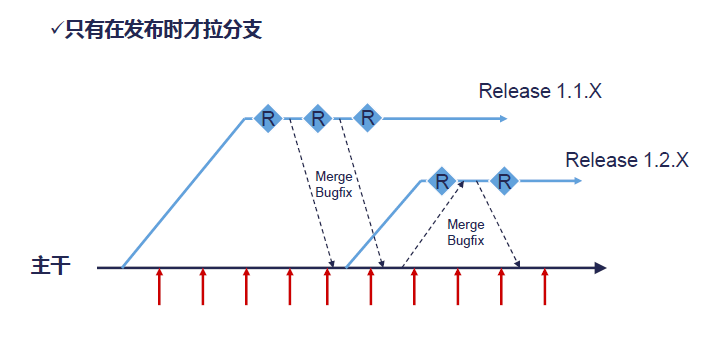 ✓只有在发布时才拉分支
Release 1.1.X
R R R
Release 1.2.X
Merge
Bugfix
R R
Merge
Bugfix
主干